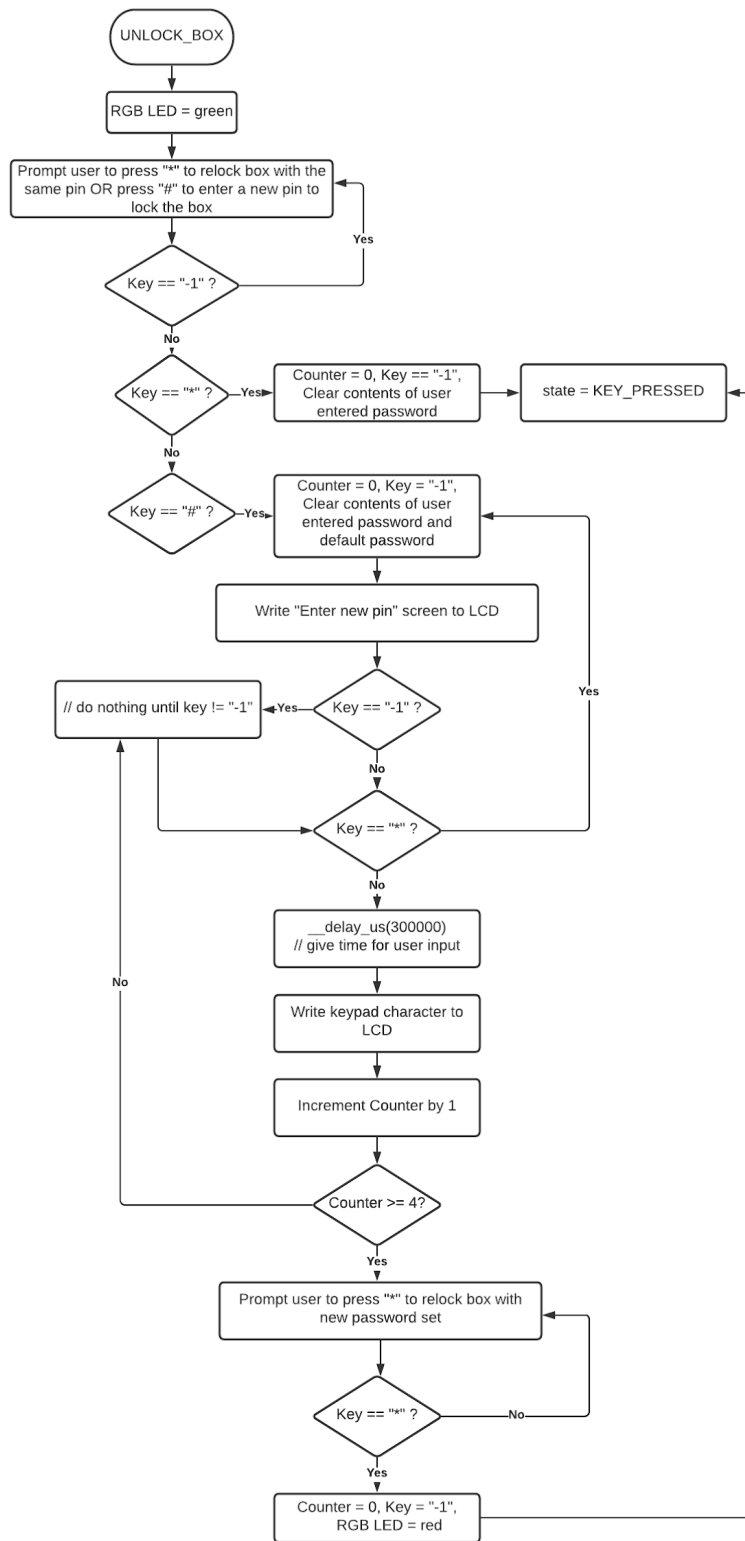 UNLOCK_BOX
RGB LED = green
Prompt user to press "*" to relock box with the
same pin OR press "#" to enter a new pin to
lock the box
Yes
Key == "-1" ?
No
Key == "*" ?
Yes
Counter = 0, Key == "-1",
Clear contents of user
entered password
state = KEY_PRESSED
No
Key == "#" ?
Yes
Counter = 0, Key = "-1",
Clear contents of user
entered password and
default password
Write "Enter new pin" screen to LCD
Yes
// do nothing until key != "-1"
Yes
Key == "-1" ?
No
Key == "*" ?
No
__delay_us(300000)
// give time for user input
No
Write keypad character to
LCD
Increment Counter by 1
Counter >= 4?
Yes
Prompt user to press "*" to relock box with
new password set
Key == "*" ?
No
Yes
Counter = 0, Key = "-1",
RGB LED = red